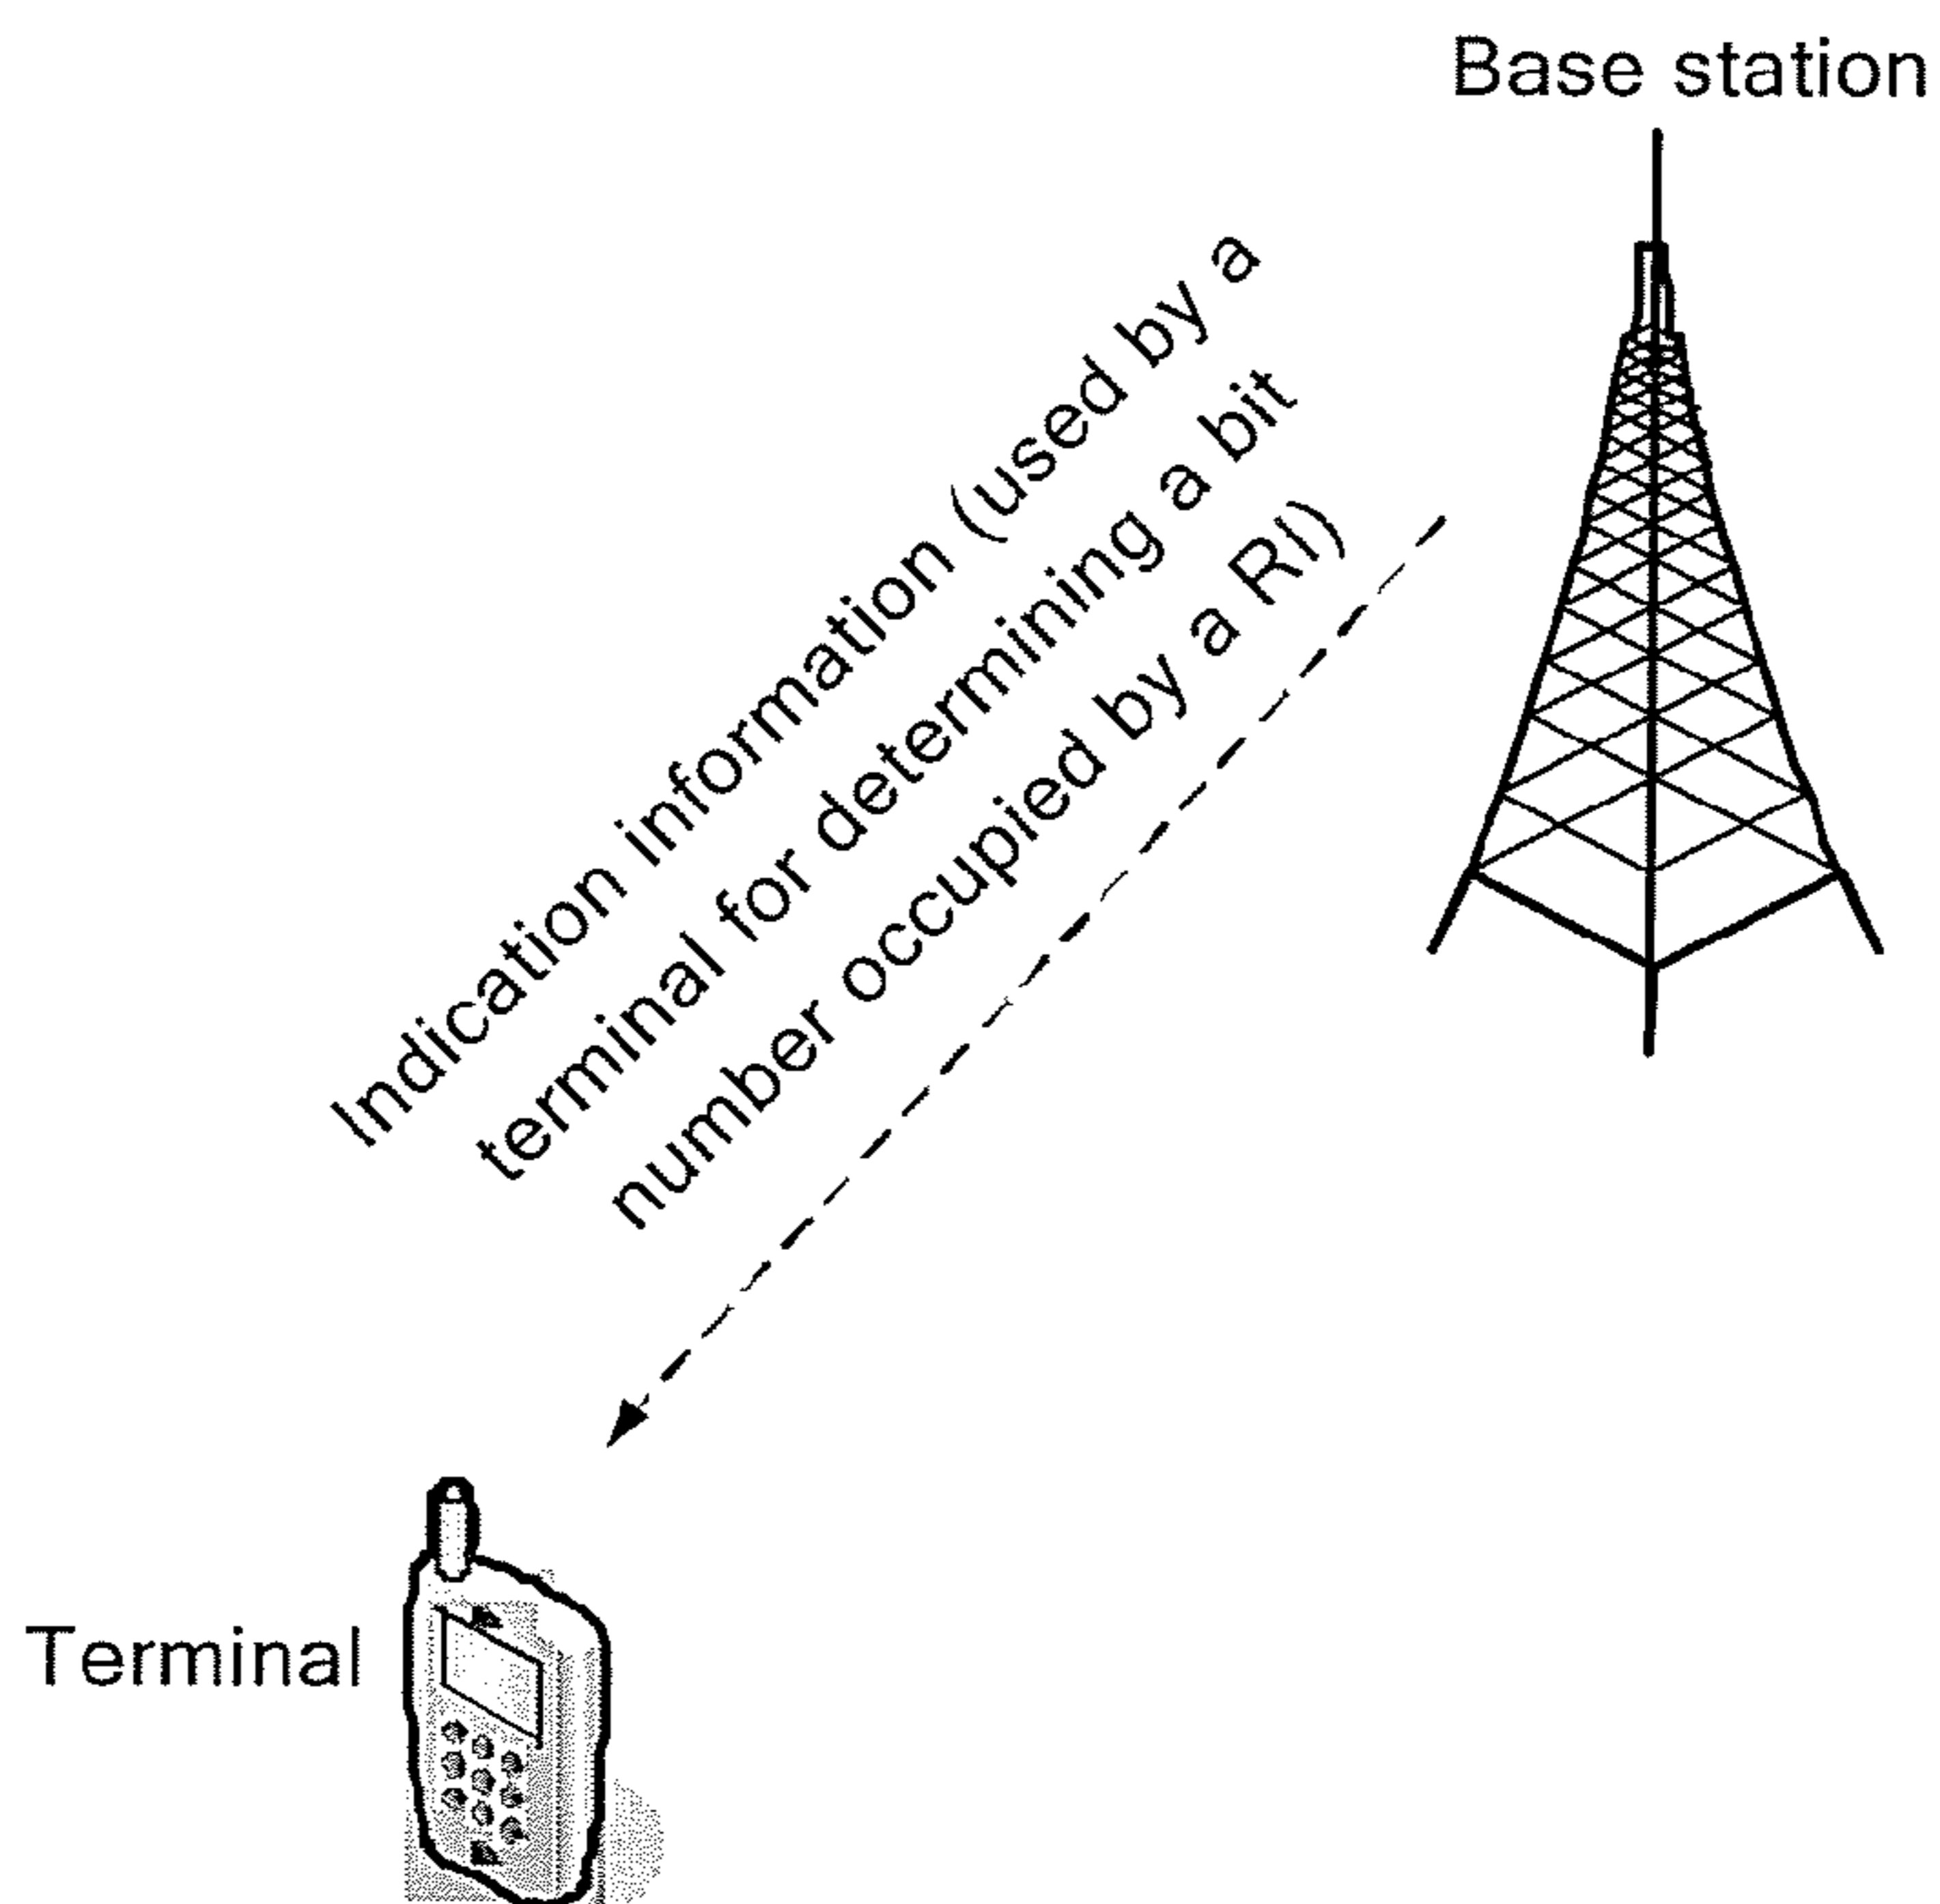 Base station
Indication information (used by a
terminal for determining a bit
number occupied by a RI)
Terminal